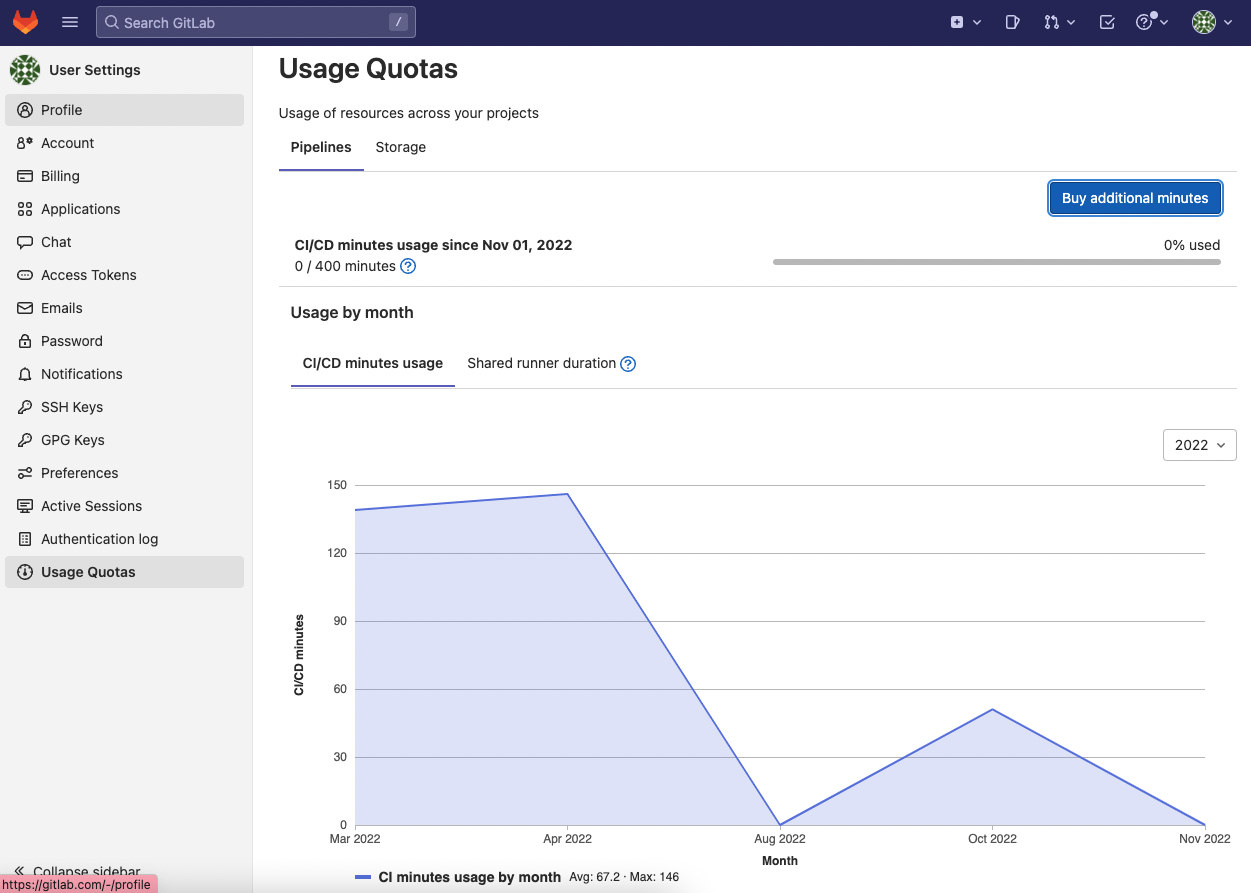 Search GitLab
/
User Settings
Profile
Account
Billing
Applications
Chat
Access Tokens
Emails
Password
Notifications
SSH Keys
GPG Keys
Preferences
Active Sessions
Authentication log
Usage Quotas
Collapse sidebar
https://gitlab.com/-/profile
Usage Quotas
Usage of resources across your projects
Pipelines
Storage
Buy additional minutes
CI/CD minutes usage since Nov 01, 2022
0% used
0 / 400 minutes
Usage by month
CI/CD minutes usage
Shared runner duration
2022
CI/CD minutes
150
120
90
60
30
0
Mar 2022
Apr 2022
Aug 2022
Oct 2022
Nov 2022
Month
CI minutes usage by month Avg: 67.2 · Max: 146